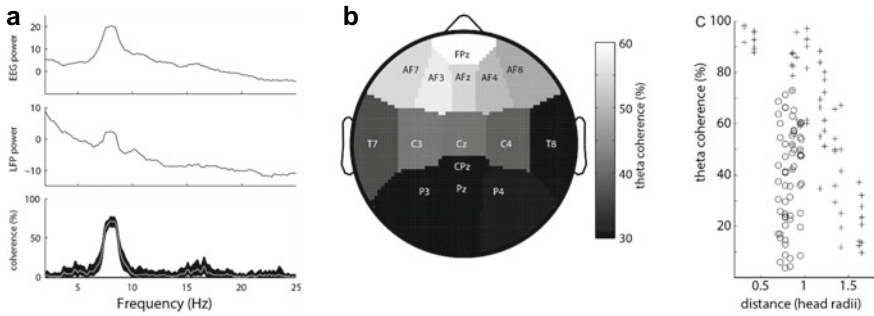 a
EEG power
20
10
0
LFP power
10
0
−10
coherence (%)
100
50
0
5 10 15 20 25
Frequency (Hz)
b
FPz
AF7 AF3 AFz AF4 AF8
T7 C3 Cz C4 T8
CPz
P3 Pz P4
60
50
40
30
theta coherence (%)
C
theta coherence (%)
100
80
60
40
20
0
0.5 1 1.5
distance (head radii)